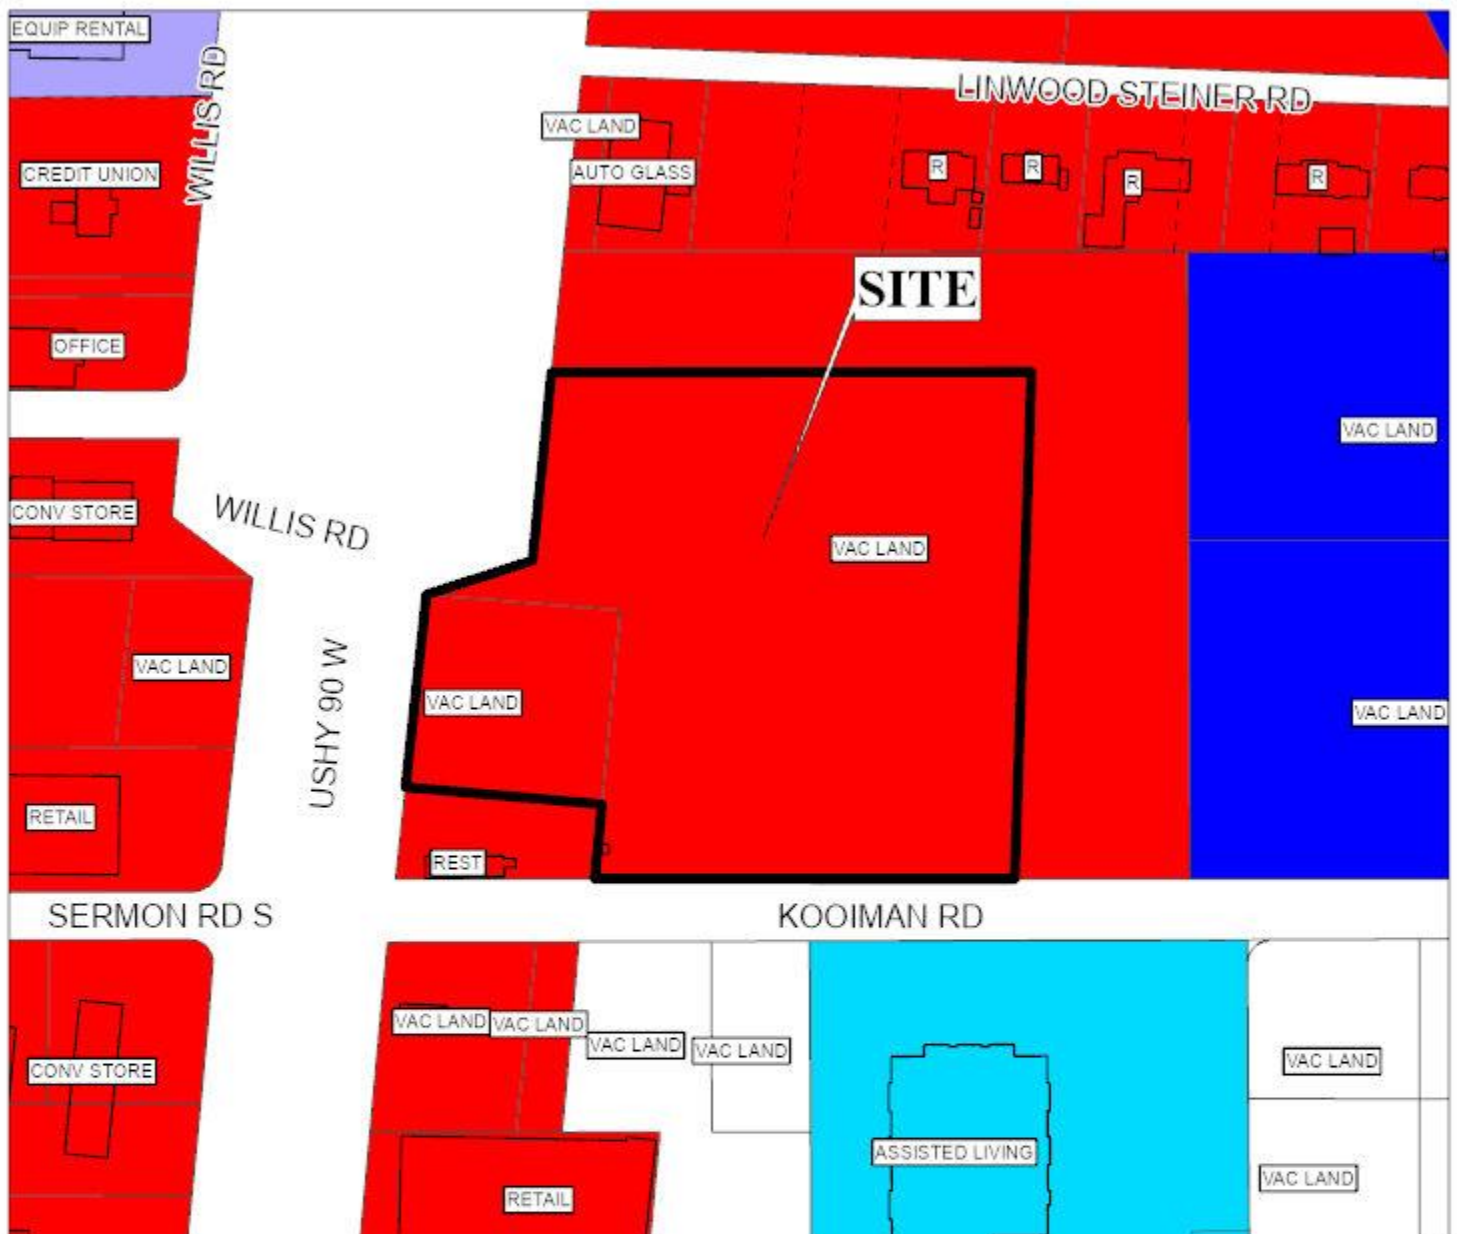 EQUIP RENTAL
WILLIS RD
LINWOOD STEINER RD
VAC LAND
AUTO GLASS
CREDIT UNION
R
R
R
R
SITE
OFFICE
VAC LAND
CONV STORE
WILLIS RD
VAC LAND
VAC LAND
USHY 90 W
VAC LAND
VAC LAND
RETAIL
REST
SERMON RD S
KOOIMAN RD
VAC LAND
VAC LAND
VAC LAND
VAC LAND
VAC LAND
CONV STORE
ASSISTED LIVING
VAC LAND
RETAIL